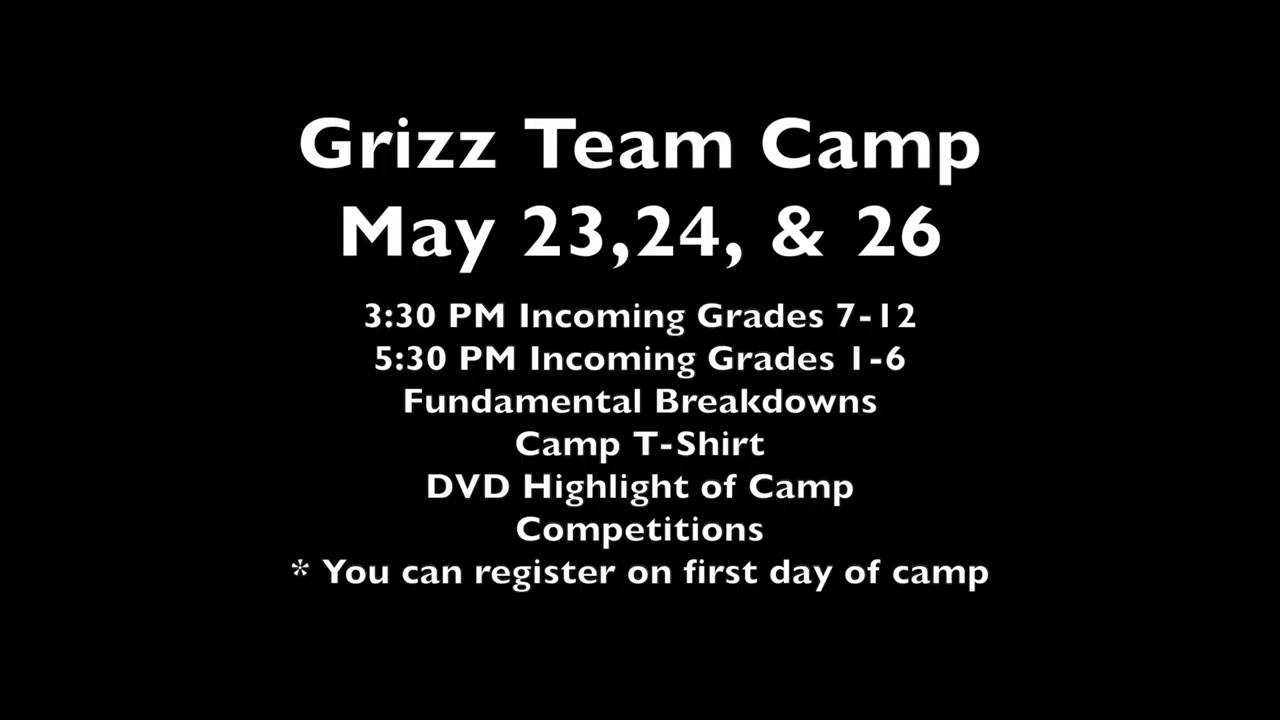 Grizz Team Camp
May 23,24, & 26
3:30 PM Incoming Grades 7-12
5:30 PM Incoming Grades 1-6
Fundamental Breakdowns
Camp T-Shirt
DVD Highlight of Camp
Competitions
* You can register on first day of camp